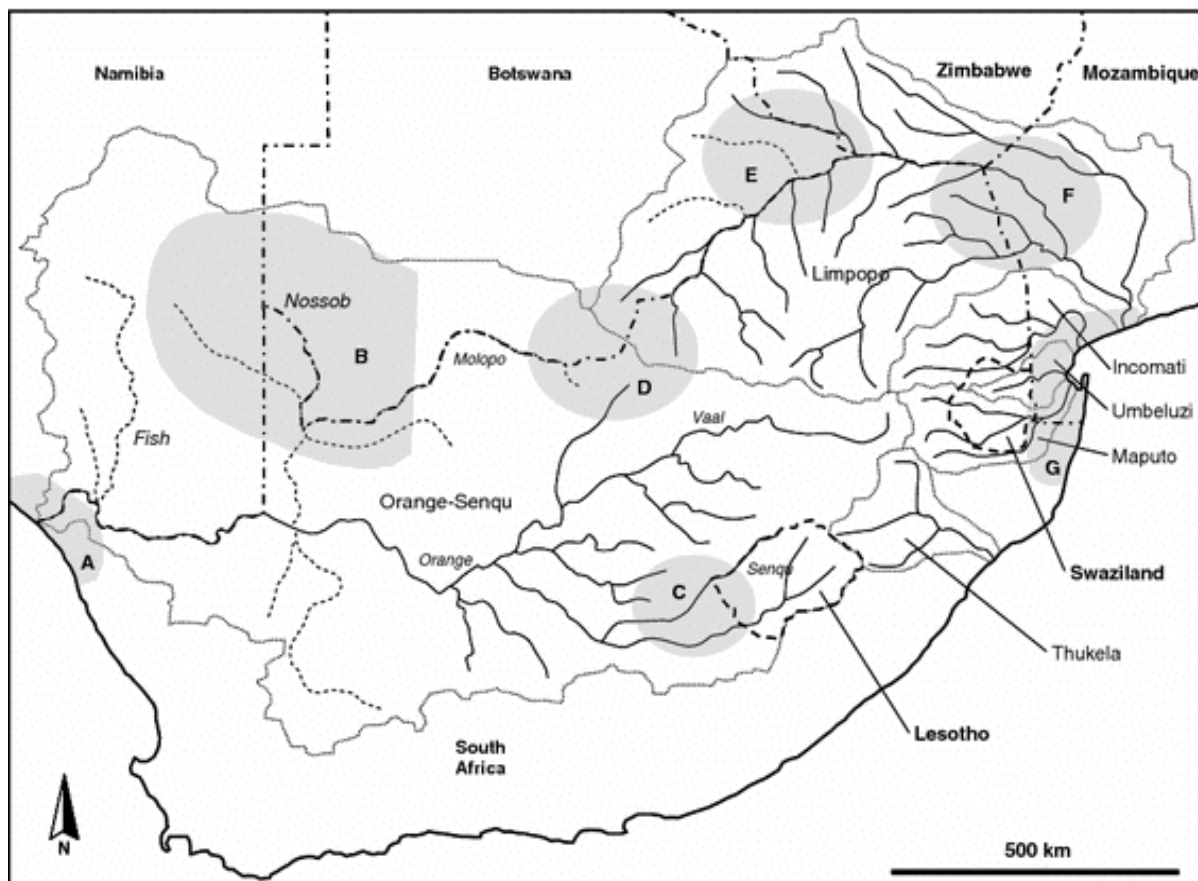 Namibia
Botswana
Zimbabwe
Mozambique
E
F
Limpopo
Nossob
B
Molopo
D
Incomati
Umbeluzi
Maputo
G
Fish
Vaal
Orange-Senqu
A
Orange
C
Senqu
Swaziland
Thukela
Lesotho
South
Africa
N
500 km